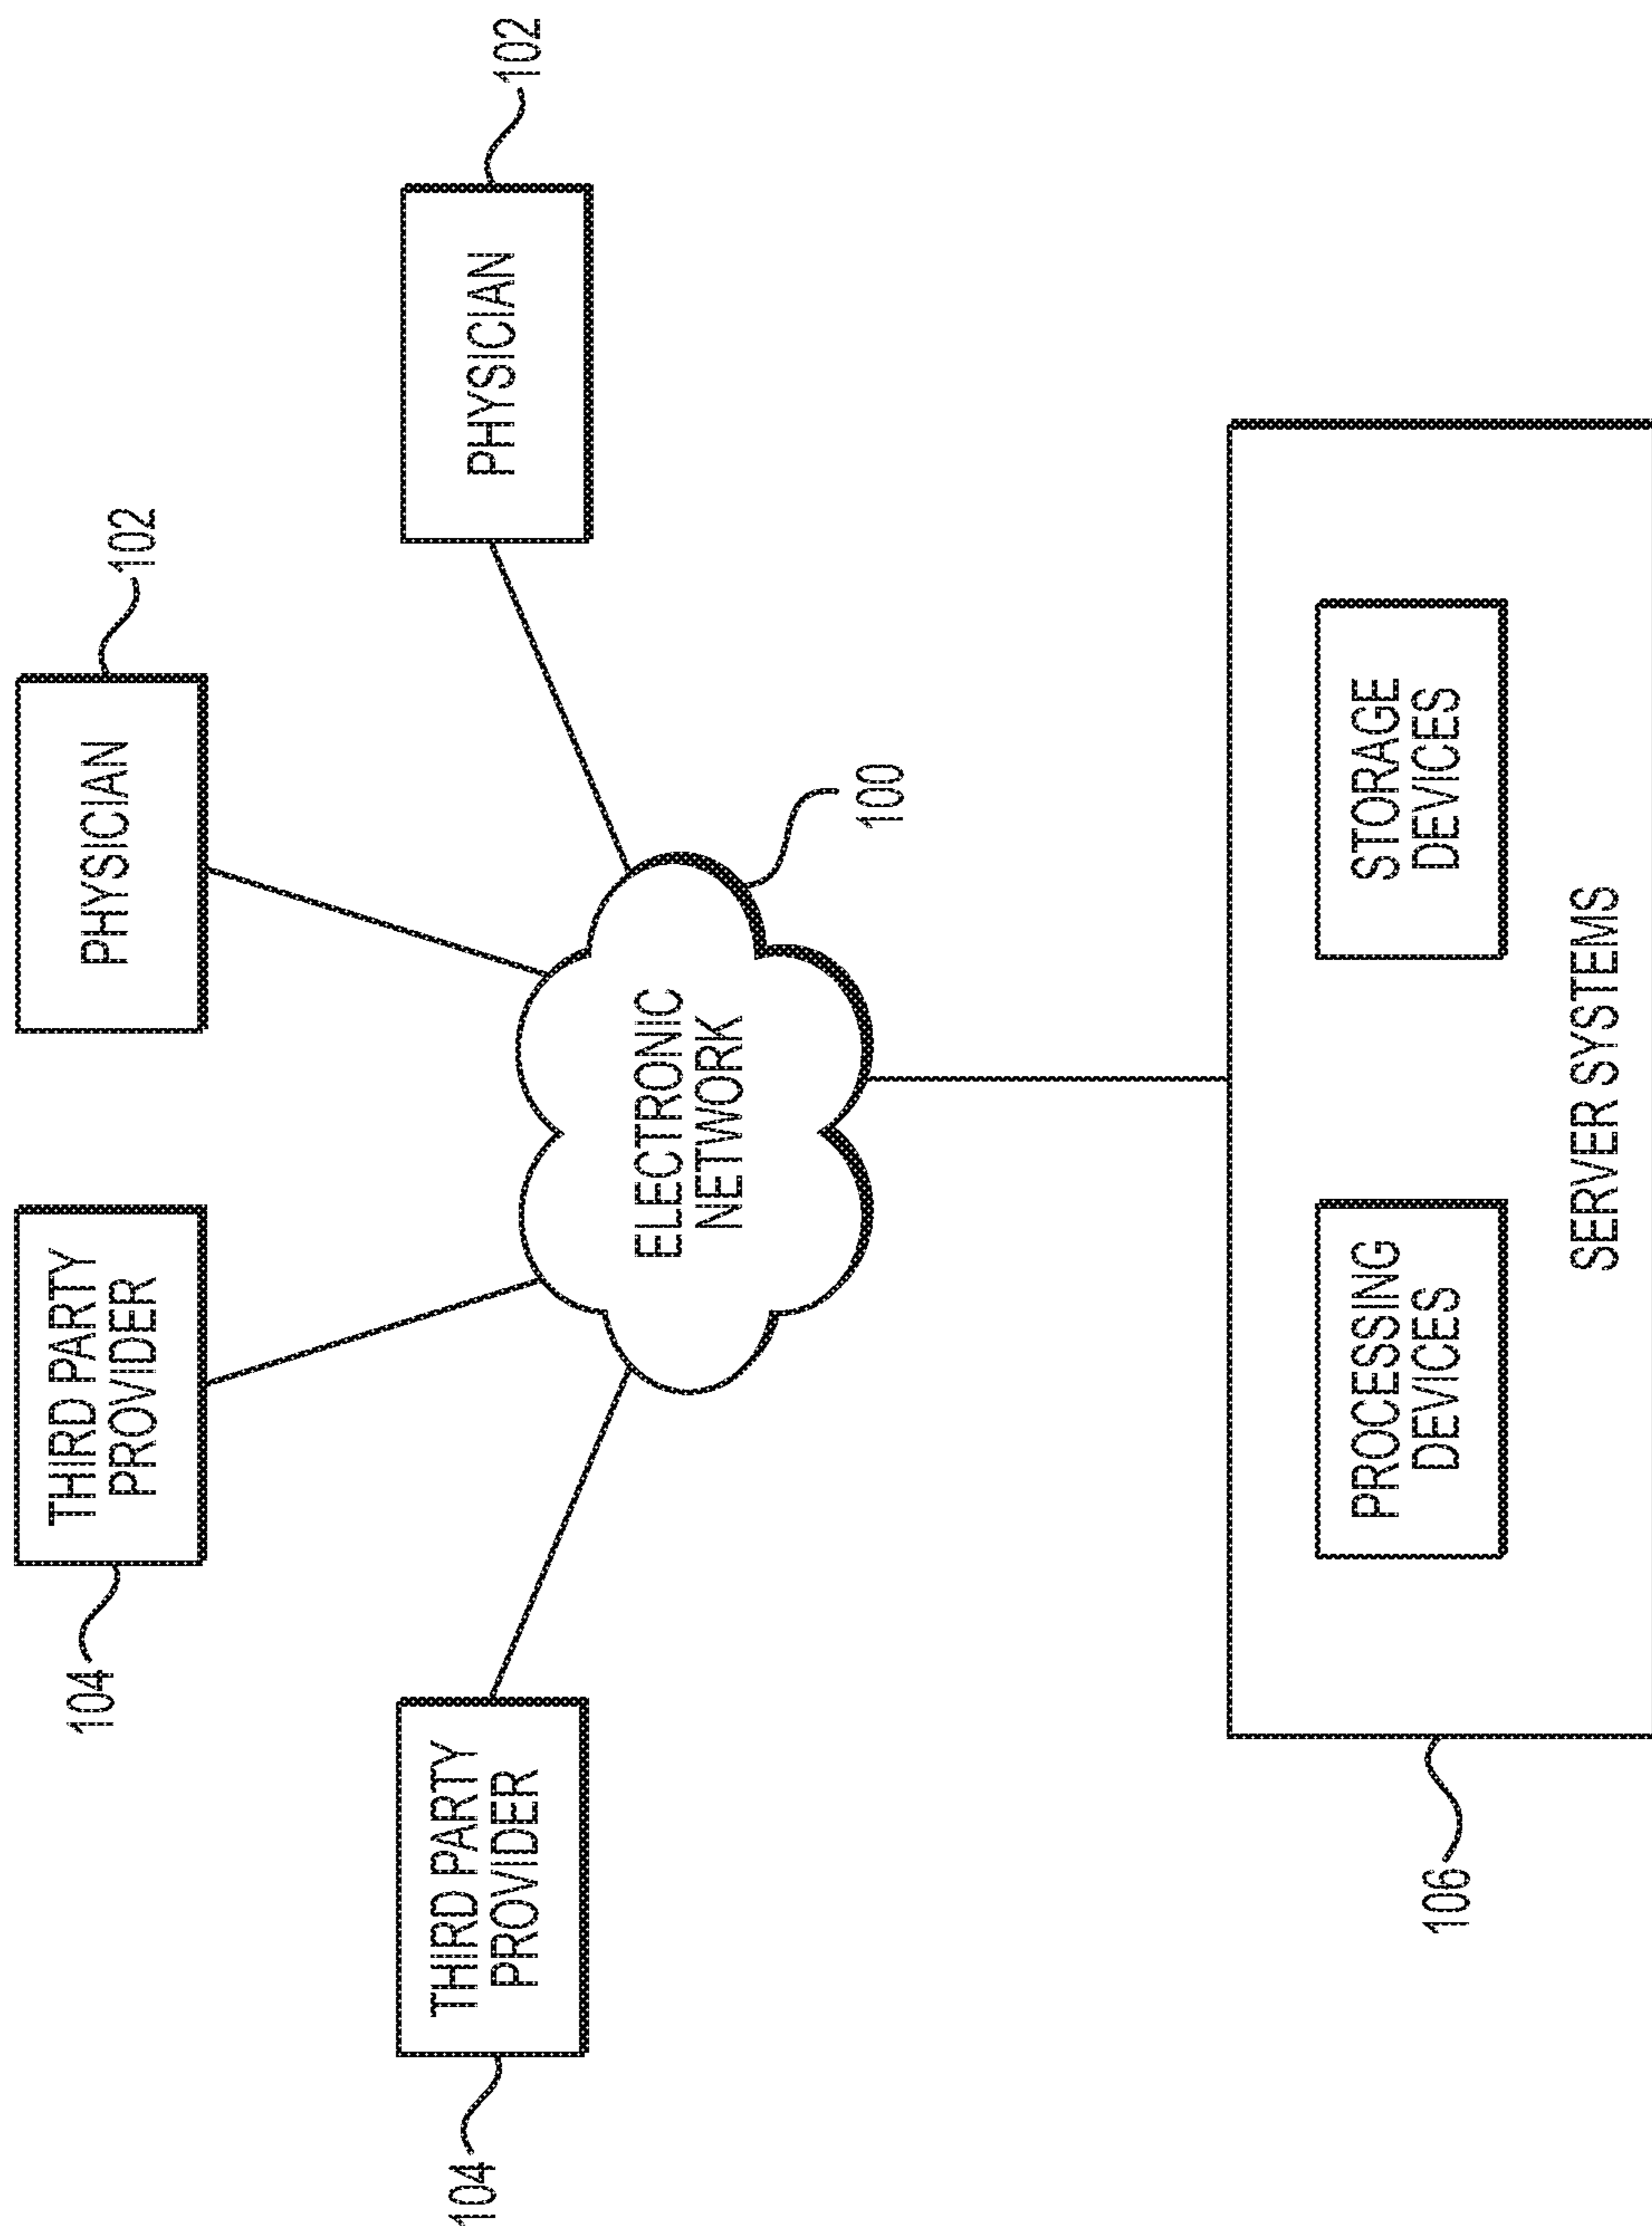 THIRD PARTY
PROVIDER
104
PHYSICIAN
102
THIRD PARTY
PROVIDER
104
PHYSICIAN
102
ELECTRONIC
NETWORK
100
PROCESSING
DEVICES
STORAGE
DEVICES
SERVER SYSTEMS
106